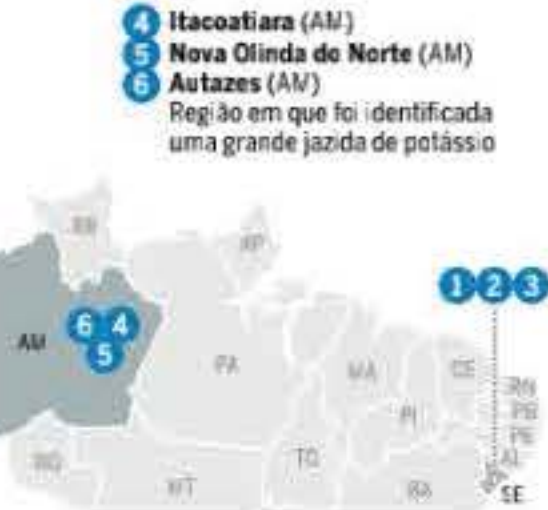 4 Itacoatiara (AM)
5 Nova Olinda do Norte (AM)
6 Autazes (AM)
Região em que foi identificada
uma grande jazida de potássio
RR
AP
1 2 3
6 4
5
AM
PA
MA
CE
RN
PB
PE
PI
AL
TO
MT
BA
SE